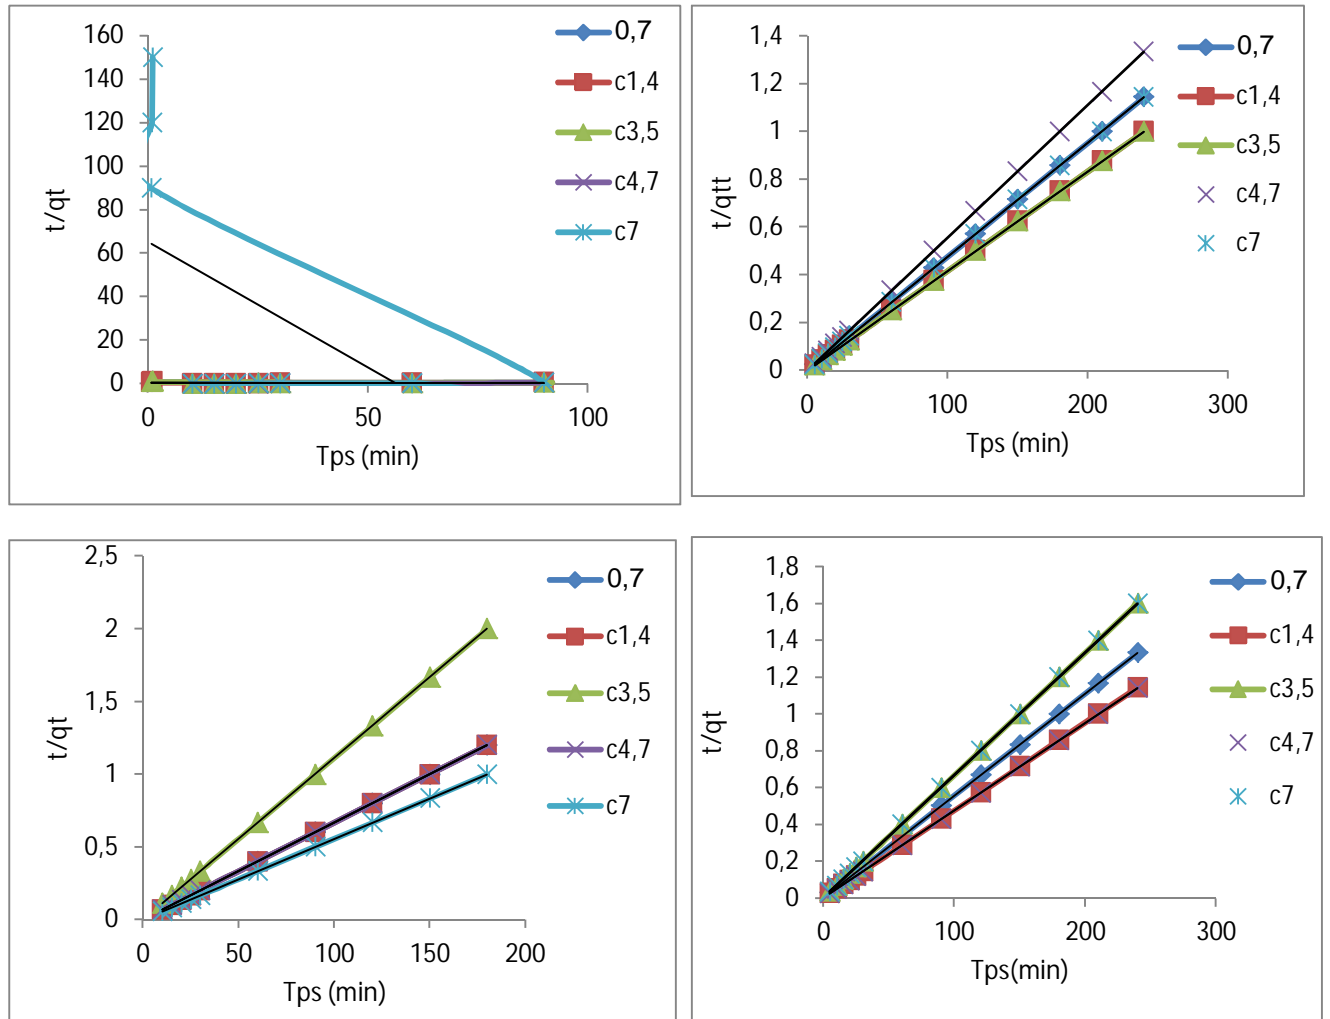 160
140
120
100
80
60
40
20
0
t/qt
0 50 100
Tps (min)
0,7
c1,4
c3,5
c4,7
c7
1,4
1,2
1
0,8
0,6
0,4
0,2
0
t/qtt
0 100 200 300
Tps (min)
0,7
c1,4
c3,5
c4,7
c7
2,5
2
1,5
1
0,5
0
t/qt
0 50 100 150 200
Tps (min)
0,7
c1,4
c3,5
c4,7
c7
1,8
1,6
1,4
1,2
1
0,8
0,6
0,4
0,2
0
t/qt
0 100 200 300
Tps(min)
0,7
c1,4
c3,5
c4,7
c7